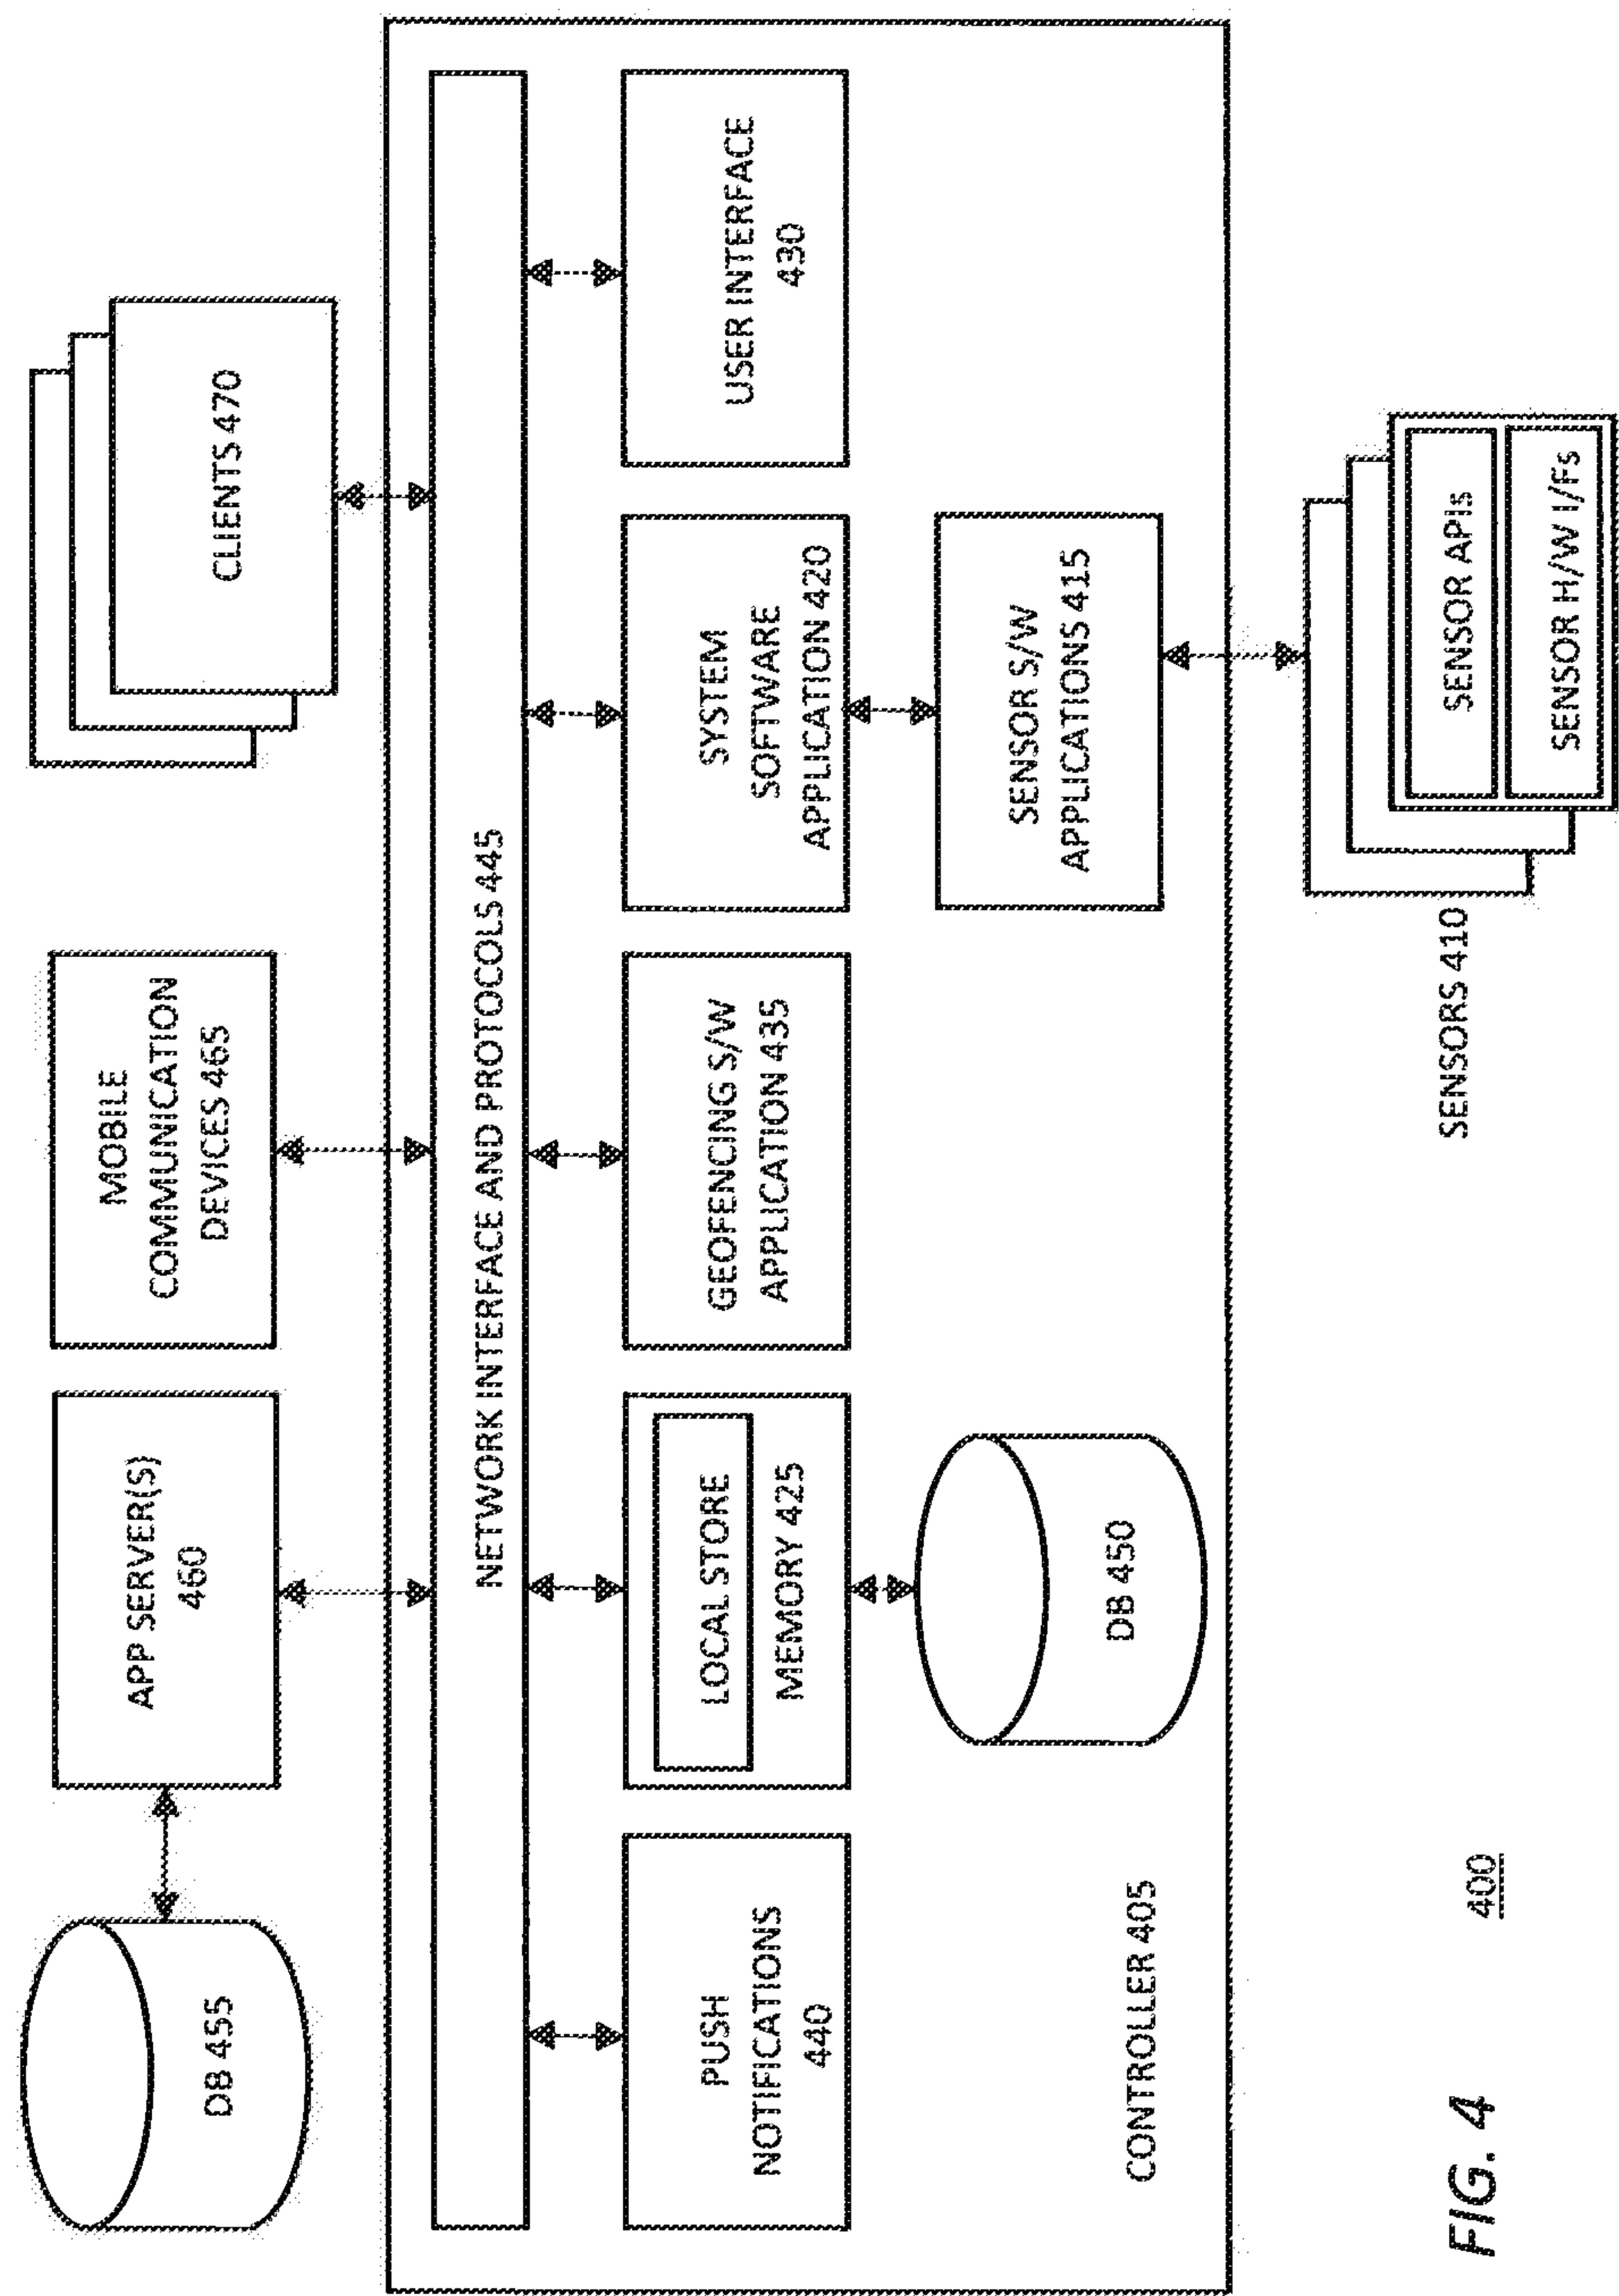 DB 455
APP SERVER(S)
460
MOBILE
COMMUNICATION
DEVICES 465
CLIENTS 470
NETWORK INTERFACE AND PROTOCOLS 445
PUSH
NOTIFICATIONS
440
LOCAL STORE
MEMORY 425
GEOFENCING S/W
APPLICATION 435
SYSTEM
SOFTWARE
APPLICATION 420
USER INTERFACE
430
DB 450
SENSOR S/W
APPLICATIONS 415
CONTROLLER 405
SENSORS 410
SENSOR APIs
SENSOR H/W I/Fs
FIG. 4
400